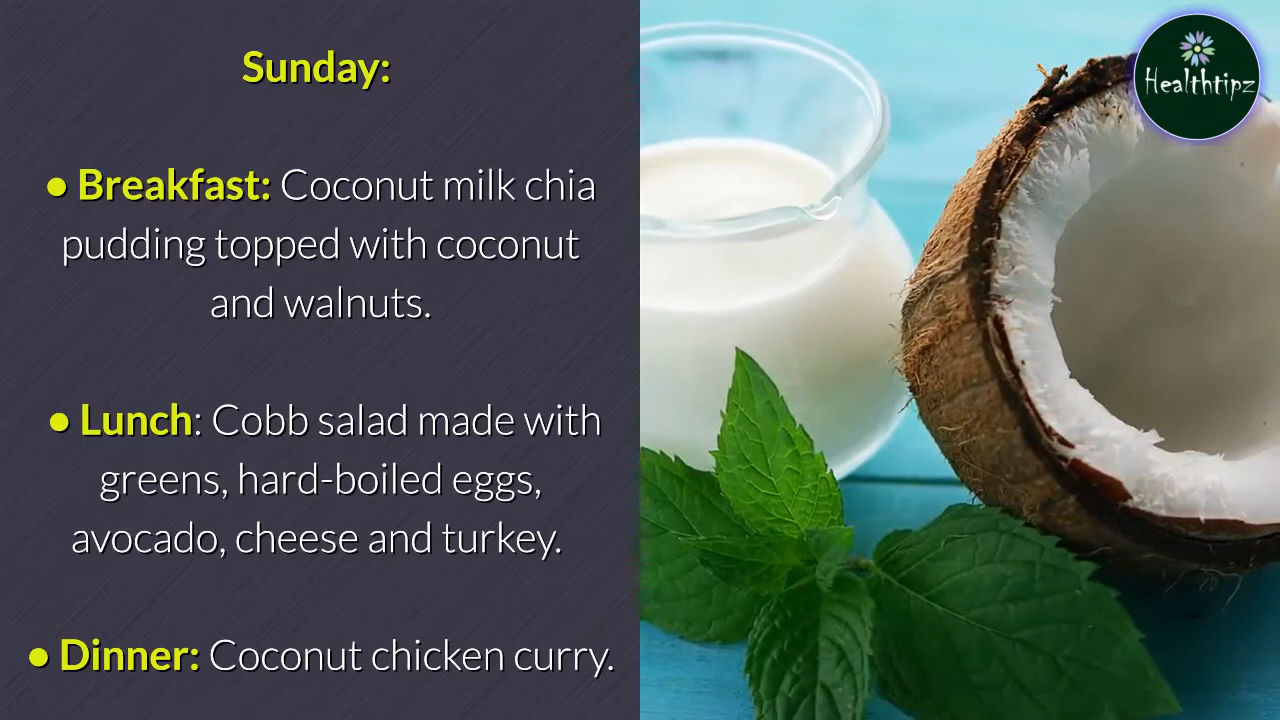 Sunday:
● Breakfast: Coconut milk chia
pudding topped with coconut
and walnuts.
● Lunch: Cobb salad made with
greens, hard-boiled eggs,
avocado, cheese and turkey.
● Dinner: Coconut chicken curry.
Healthtipz